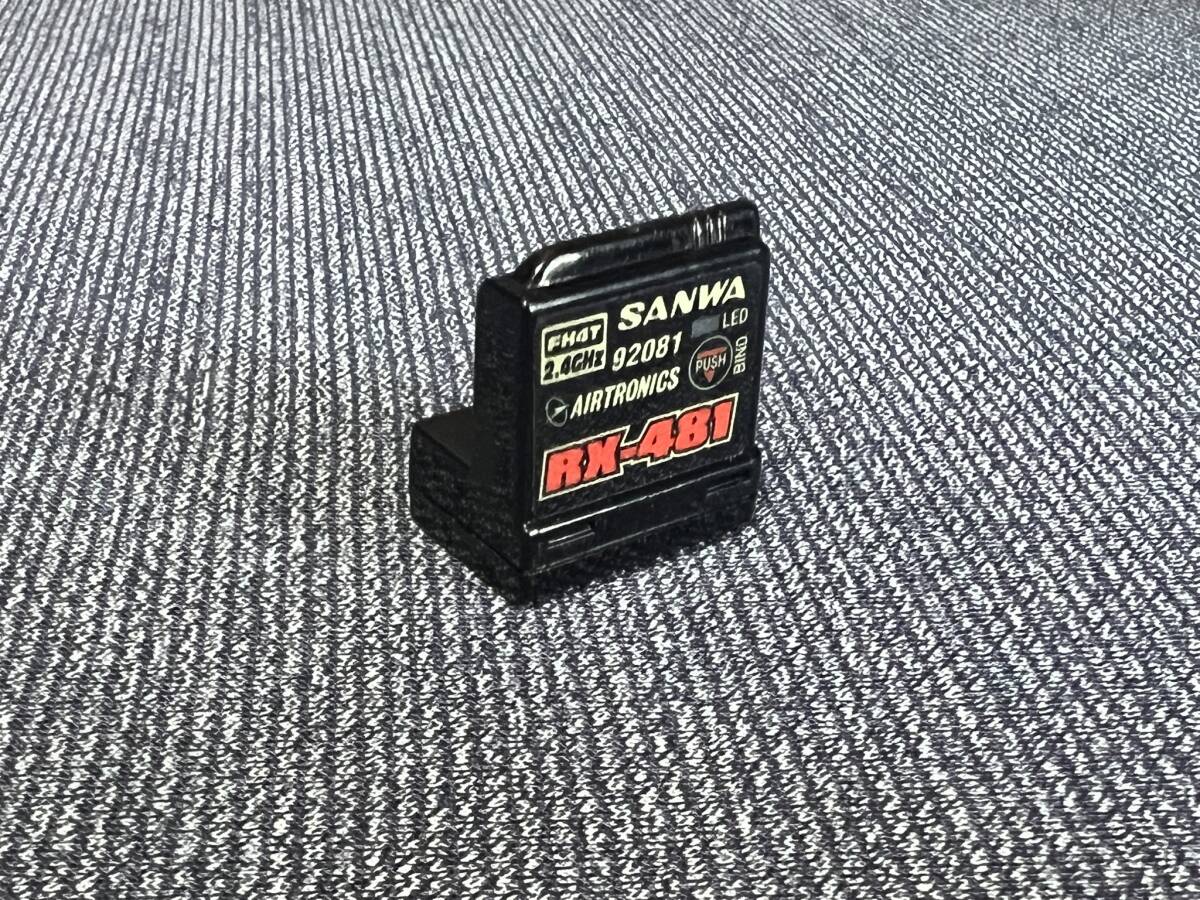 SANWA
FH4T
2.4GHz
92081
LED
PUSH
BIND
AIRTRONICS
RX-481